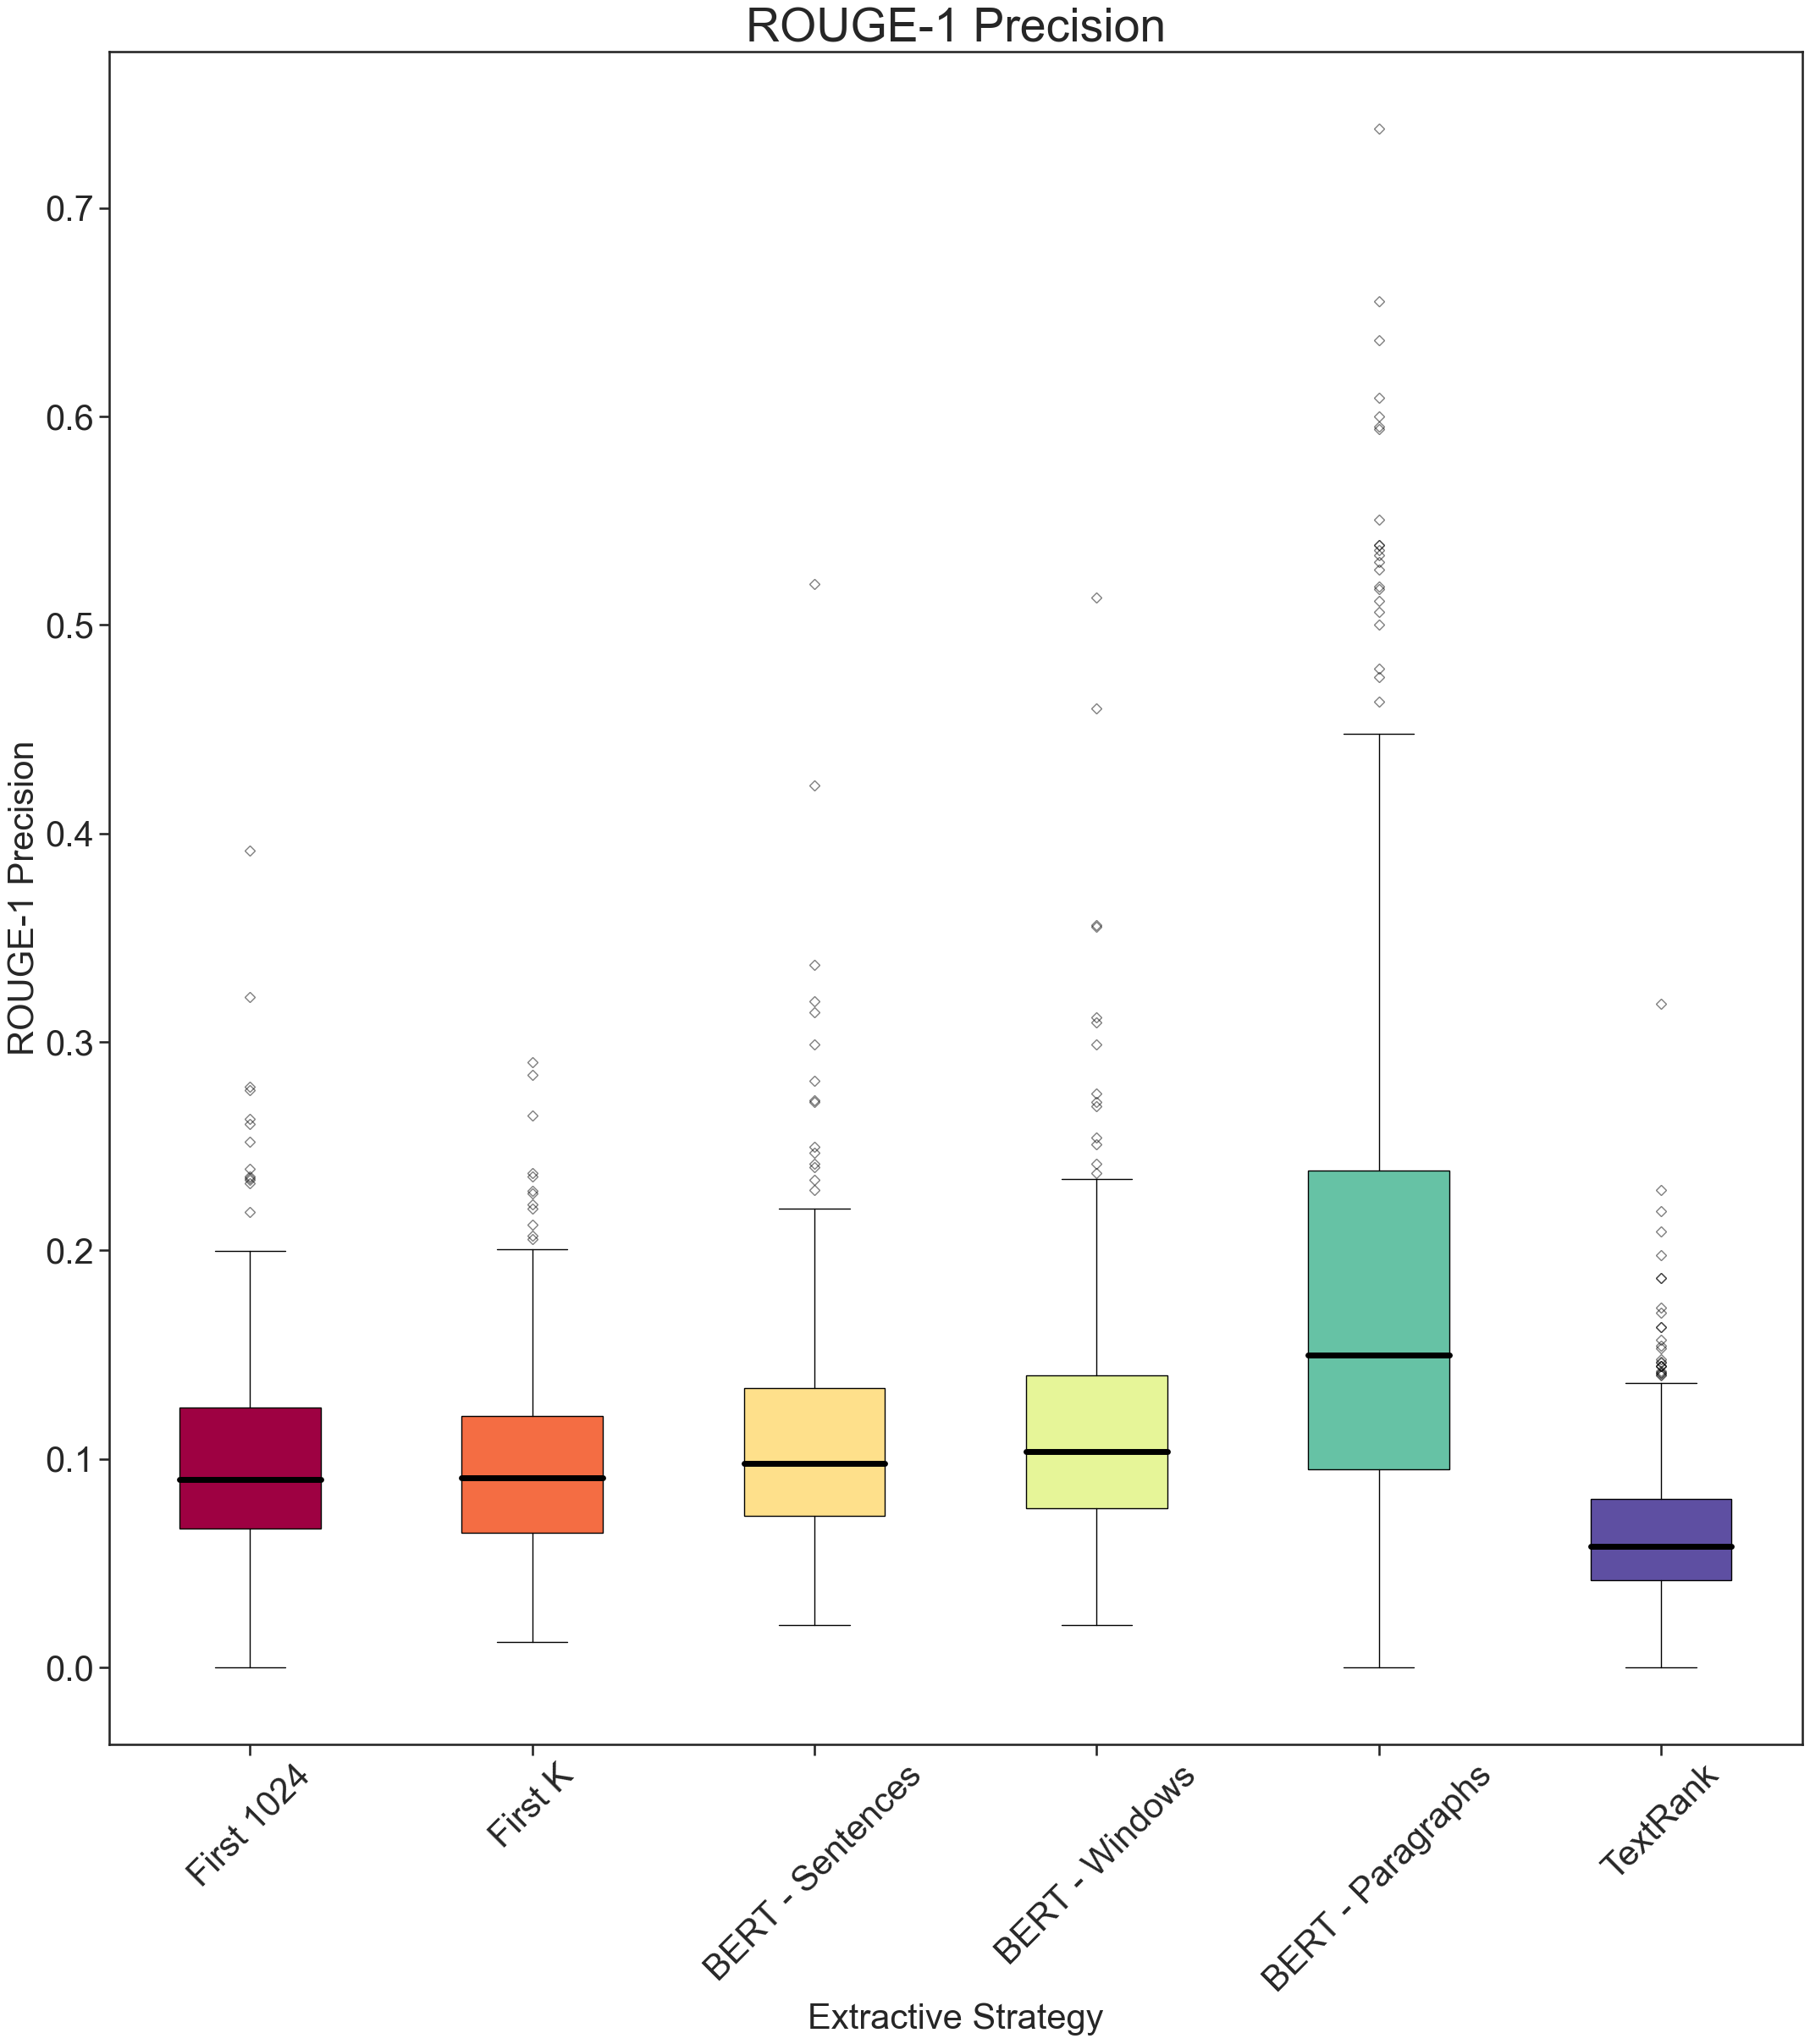 ROUGE-1 Precision
ROUGE-1 Precision
0.7
0.6
0.5
0.4
0.3
0.2
0.1
0.0
First 1024
First K
BERT - Sentences
BERT - Windows
BERT - Paragraphs
TextRank
Extractive Strategy